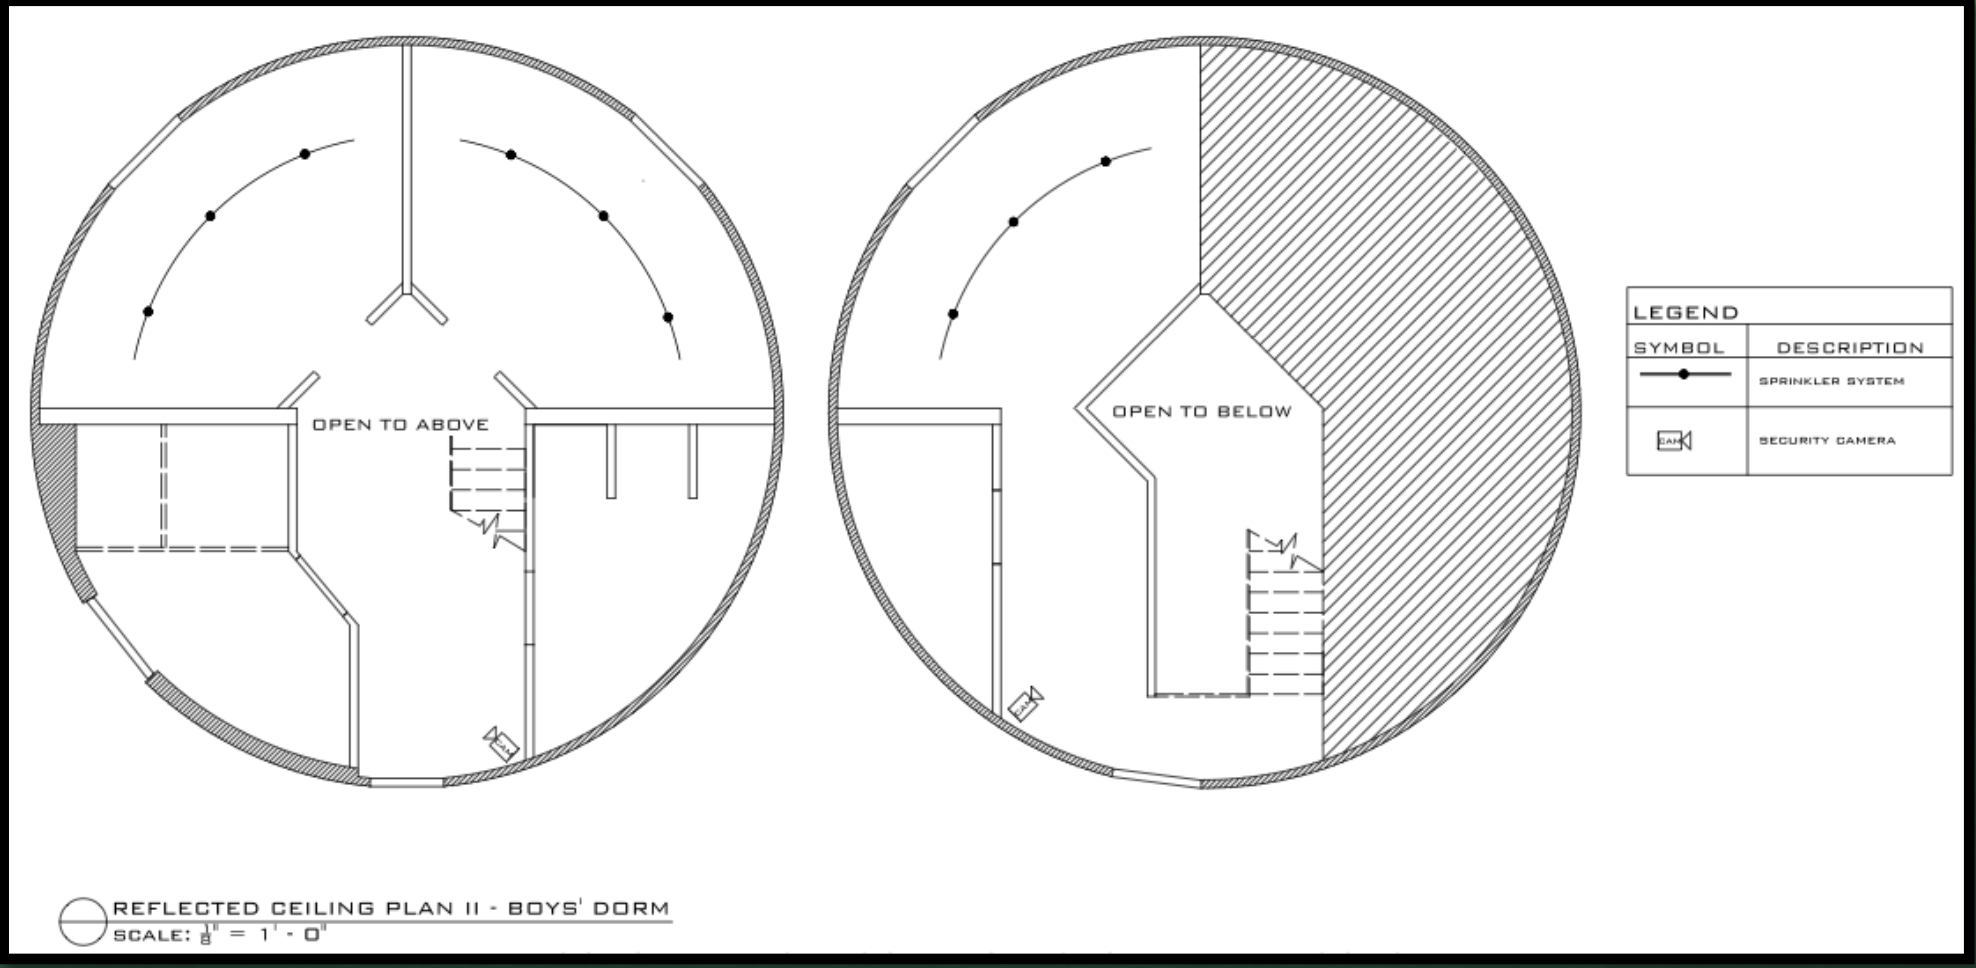 OPEN TO ABOVE
CAM
OPEN TO BELOW
CAM
LEGEND
SYMBOL DESCRIPTION
SPRINKLER SYSTEM
CAM SECURITY CAMERA
REFLECTED CEILING PLAN II - BOYS' DORM
SCALE: 1/8" = 1' - 0"